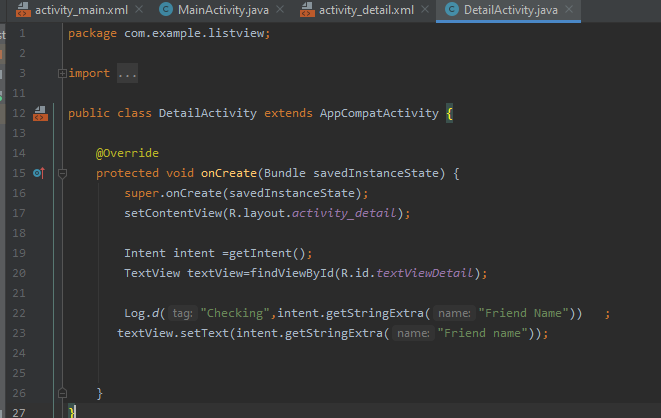 activity_main.xml MainActivity.java activity_detail.xml DetailActivity.java
1 package com.example.listview;
2
3 import ...
11
12 public class DetailActivity extends AppCompatActivity {
13
14 @Override
15 protected void onCreate(Bundle savedInstanceState) {
16 super.onCreate(savedInstanceState);
17 setContentView(R.layout.activity_detail);
18
19 Intent intent =getIntent();
20 TextView textView=findViewById(R.id.textViewDetail);
21
22 Log.d( tag: "Checking",intent.getStringExtra( name: "Friend Name")) ;
23 textView.setText(intent.getStringExtra( name: "Friend name"));
24
25
26 }
27 }